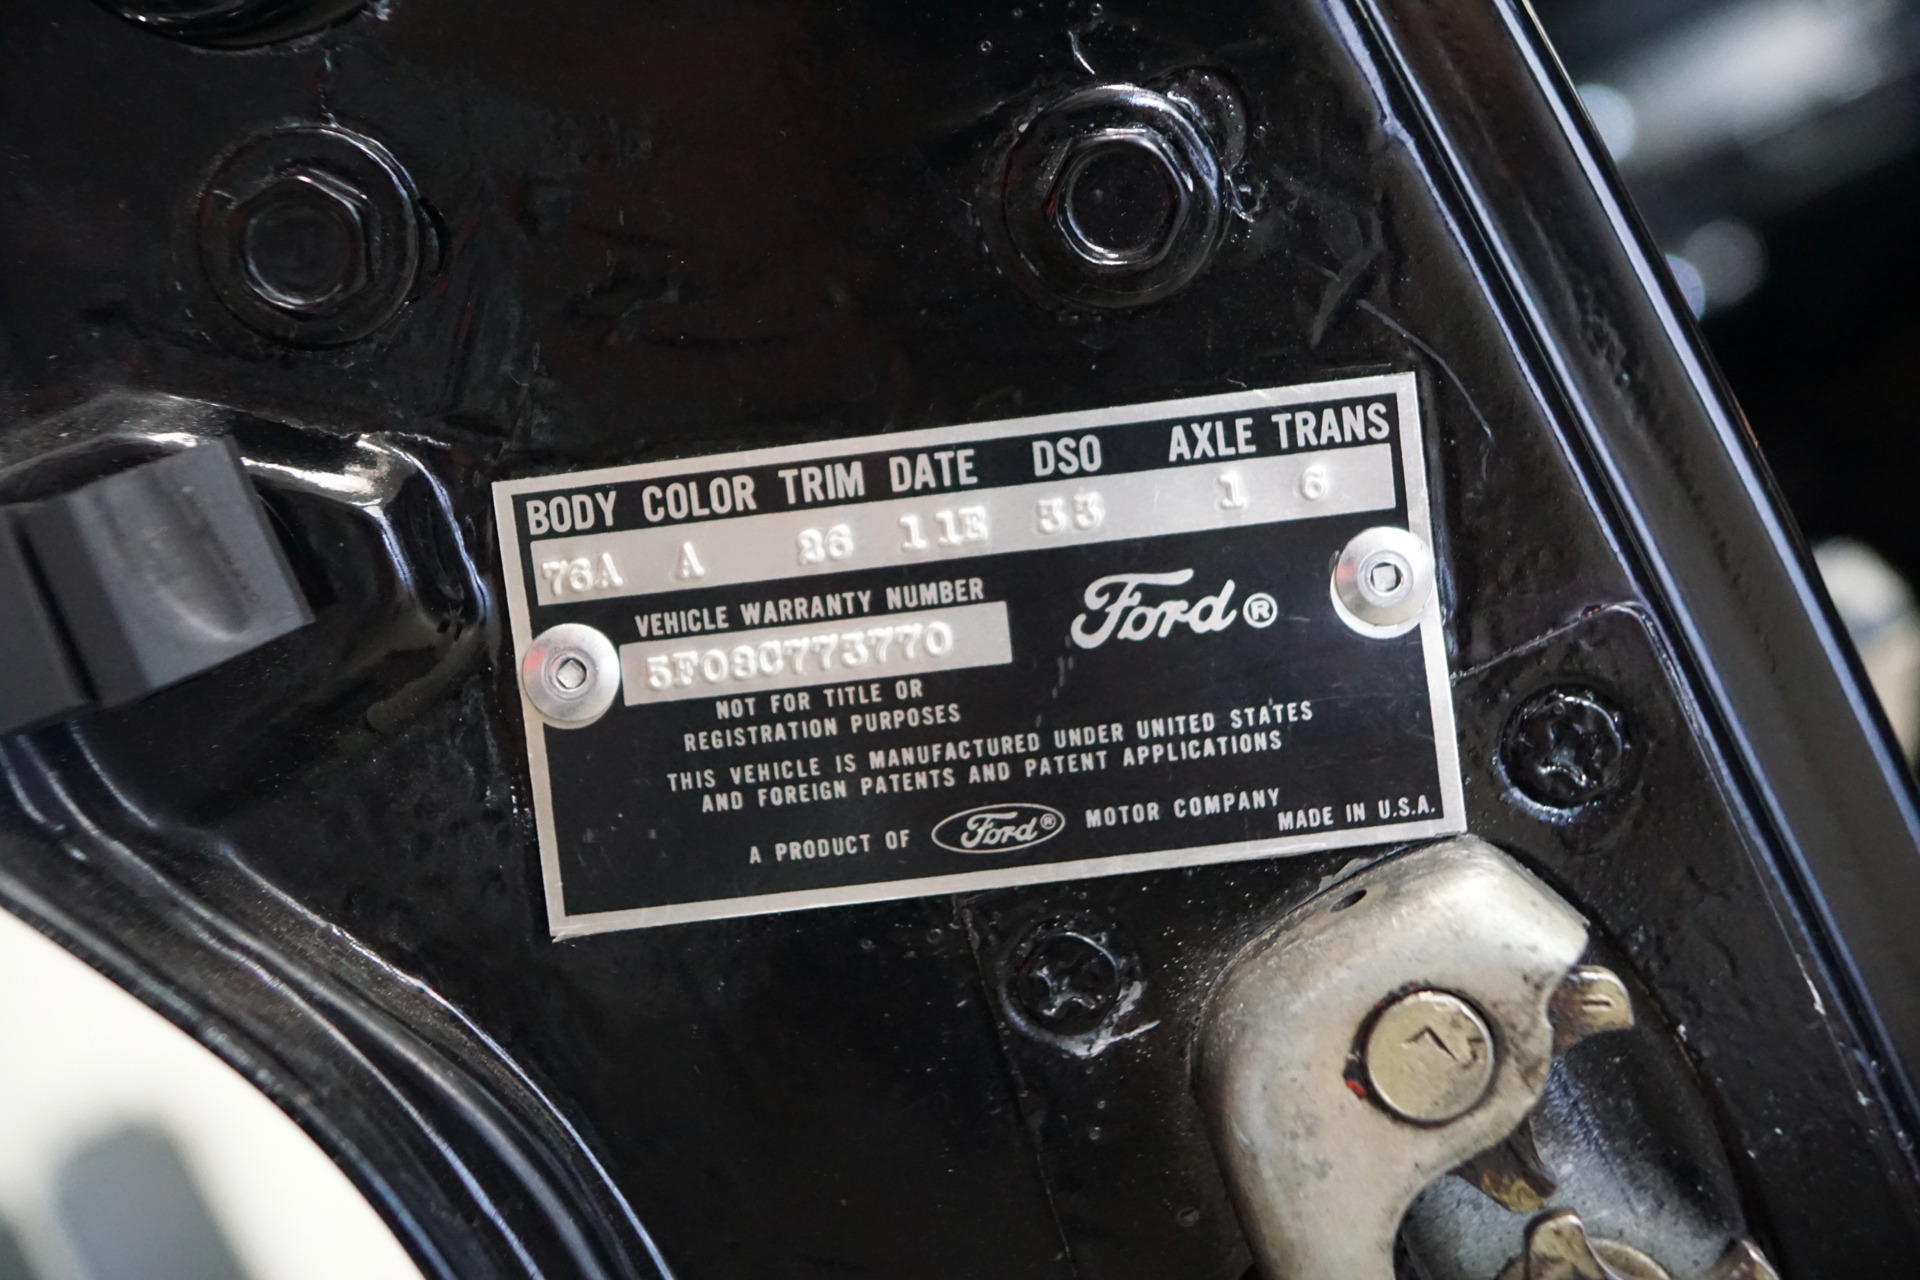 BODY COLOR TRIM DATE DSO AXLE TRANS
76A A 26 11E 33 1 6
VEHICLE WARRANTY NUMBER
5F08C773770
Ford®
NOT FOR TITLE OR
REGISTRATION PURPOSES
THIS VEHICLE IS MANUFACTURED UNDER UNITED STATES
AND FOREIGN PATENTS AND PATENT APPLICATIONS
A PRODUCT OF Ford® MOTOR COMPANY
MADE IN U.S.A.